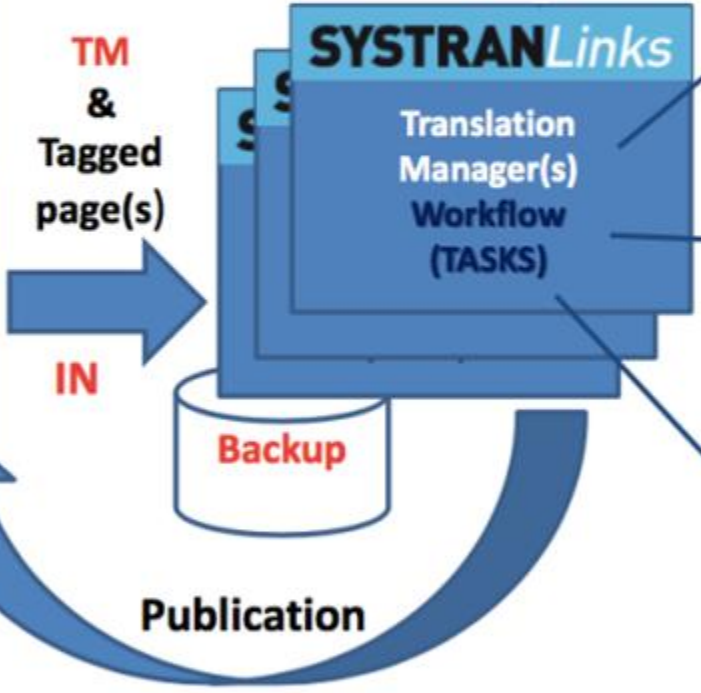 TM
&
Tagged
page(s)
IN
SYSTRANLinks
S
S
Translation
Manager(s)
Workflow
(TASKS)
Backup
Publication